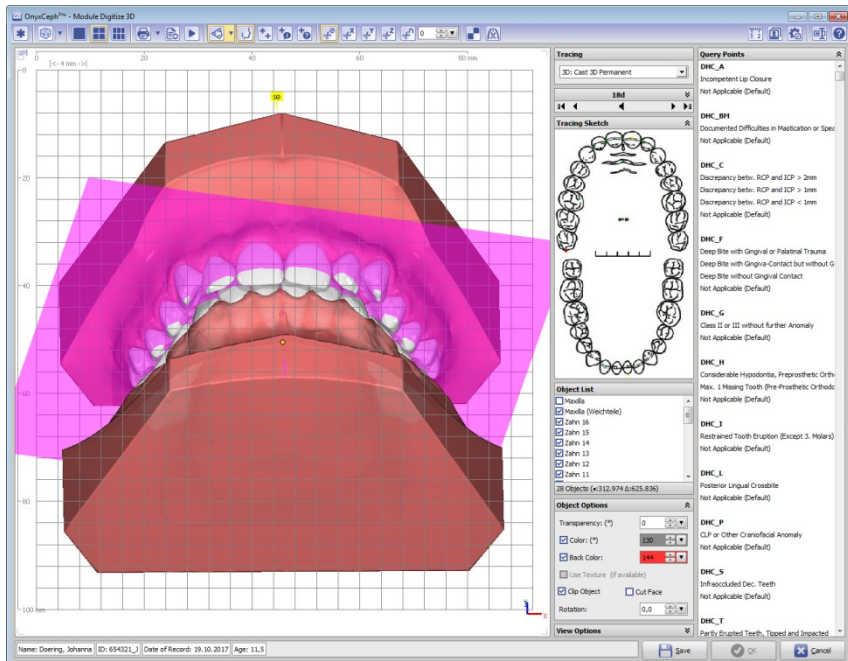 OnyxCeph³™ - Module Digitize 3D
0
|<- 4 mm ->|
0
20
40
60
80 mm
0
20
40
60
80
100 mm
se
Y
X
Tracing
3D: Cast 3D Permanent
18d
Tracing Sketch
Object List
Maxilla
Maxilla (Weichteile)
Zahn 16
Zahn 15
Zahn 14
Zahn 13
Zahn 12
Zahn 11
28 Objects (•:312.974 Δ:625.836)
Object Options
Transparency: (*)
0
Color: (*)
130
Back Color:
144
Use Texture (if available)
Clip Object
Cut Face
Rotation:
0,0
View Options
Query Points
DHC_A
Incompetent Lip Closure
Not Applicable (Default)
DHC_BM
Documented Difficulties in Mastication or Spea
Not Applicable (Default)
DHC_C
Discrepancy betw. RCP and ICP > 2mm
Discrepancy betw. RCP and ICP > 1mm
Discrepancy betw. RCP and ICP < 1mm
Not Applicable (Default)
DHC_F
Deep Bite with Gingival or Palatinal Trauma
Deep Bite with Gingiva-Contact but without G
Deep Bite without Gingival Contact
Not Applicable (Default)
DHC_G
Class II or III without further Anomaly
Not Applicable (Default)
DHC_H
Considerable Hypodontia, Preprosthetic Orth
Max. 1 Missing Tooth (Pre-Prosthetic Orthodo
Not Applicable (Default)
DHC_I
Restrained Tooth Eruption (Except 3. Molars)
Not Applicable (Default)
DHC_L
Posterior Lingual Crossbite
Not Applicable (Default)
DHC_P
CLP or Other Craniofacial Anomaly
Not Applicable (Default)
DHC_S
Infraoccluded Dec. Teeth
Not Applicable (Default)
DHC_T
Partly Erupted Teeth, Tipped and Impacted
Name: Doering, Johanna
ID: 654321_J
Date of Record: 19.10.2017
Age: 11,5
Save
OK
Cancel